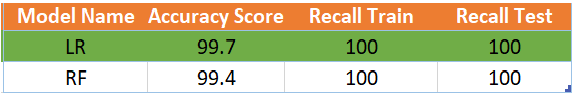 Model Name Accuracy Score Recall Train Recall Test
LR 99.7 100 100
RF 99.4 100 100